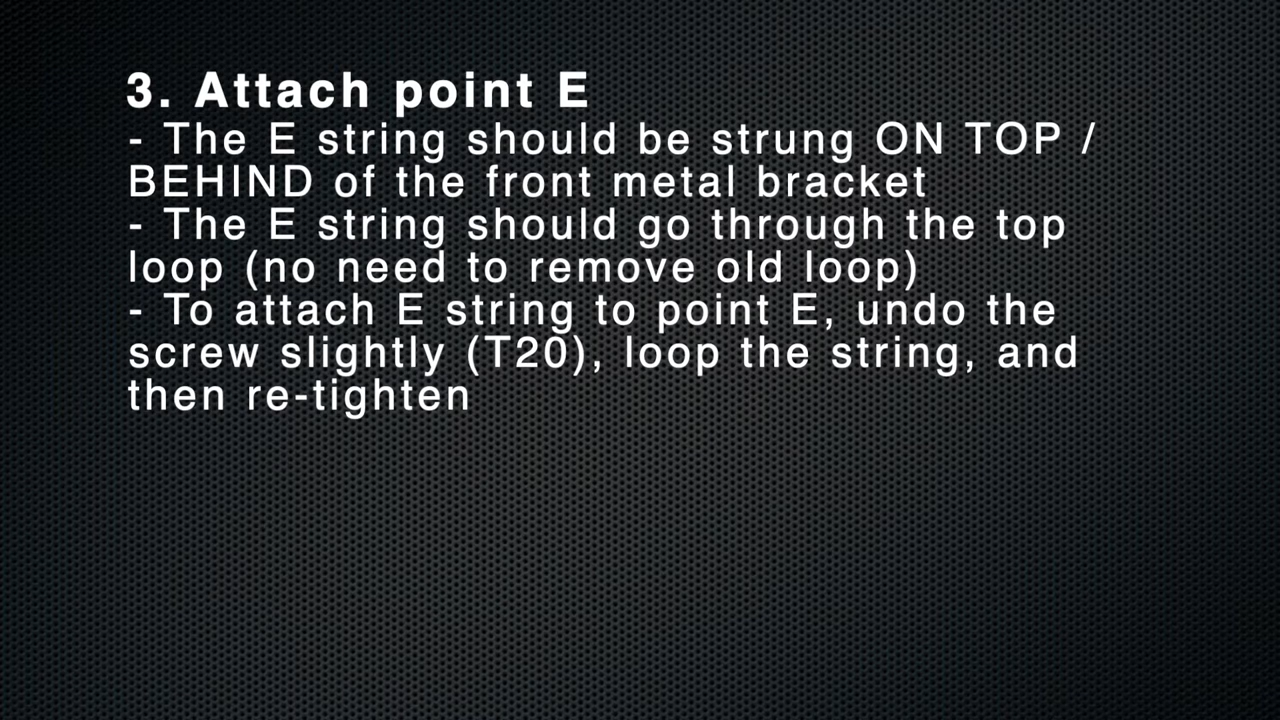 3. Attach point E
- The E string should be strung ON TOP /
BEHIND of the front metal bracket
- The E string should go through the top
loop (no need to remove old loop)
- To attach E string to point E, undo the
screw slightly (T20), loop the string, and
then re-tighten